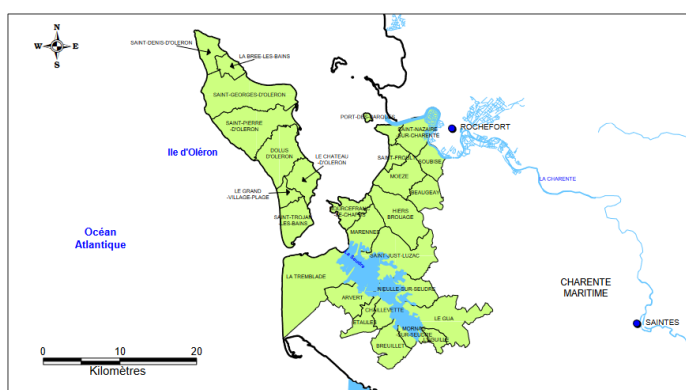 N
W E
S
SAINT-DENIS-D'OLERON
LA BREE-LES-BAINS
SAINT-GEORGES-D'OLERON
SAINT-PIERRE
-D'OLERON
DOLUS
D'OLERON
Ile d'Oléron
LE CHATEAU
-D'OLERON
LE GRAND
-VILLAGE-PLAGE
SAINT-TROJAN
-LES-BAINS
PORT-DES-BARQUES
SAINT-NAZAIRE
-SUR-CHARENTE
ROCHEFORT
SAINT-FROULT
SOUBISE
MOEZE
BEAUGEAY
LA CHARENTE
HIERS
BROUAGE
MARENNES
SAINT-JUST-LUZAC
Océan
Atlantique
LA TREMBLADE
NIEULLE-SUR-SEUDRE
ARVERT
CHAILLEVETTE
ETAULES
MORNAC
-SUR-SEUDRE
LE GUA
L'EGUILLE
BREUILLET
CHARENTE
MARITIME
SAINTES
0 10 20
Kilomètres